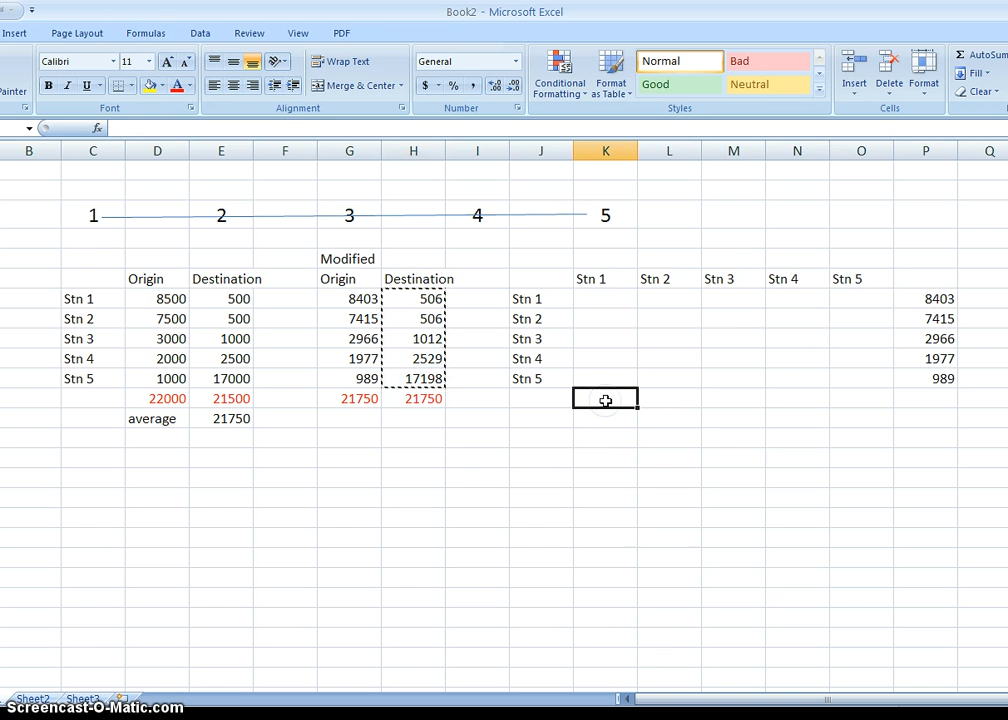 Book2 - Microsoft Excel
Insert Page Layout Formulas Data Review View PDF
Calibri 11 A A Wrap Text General Normal Bad AutoSum
Painter B I U A Merge & Center $ % , Conditional Formatting Format as Table Good Neutral Insert Delete Format Fill Clear
Font Alignment Number Styles Cells
fx
B C D E F G H I J K L M N O P Q
1 2 3 4 5
Modified
Origin Destination Origin Destination Stn 1 Stn 2 Stn 3 Stn 4 Stn 5
Stn 1 8500 500 8403 506 Stn 1 8403
Stn 2 7500 500 7415 506 Stn 2 7415
Stn 3 3000 1000 2966 1012 Stn 3 2966
Stn 4 2000 2500 1977 2529 Stn 4 1977
Stn 5 1000 17000 989 17198 Stn 5 989
22000 21500 21750 21750
average 21750
Sheet2 Sheet3
Screencast-O-Matic.com